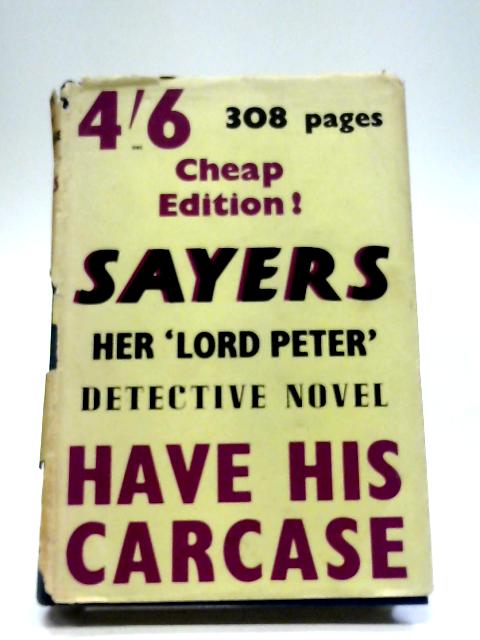 4/6 308 pages
Cheap
Edition!
SAYERS
HER 'LORD PETER'
DETECTIVE NOVEL
HAVE HIS
CARCASE